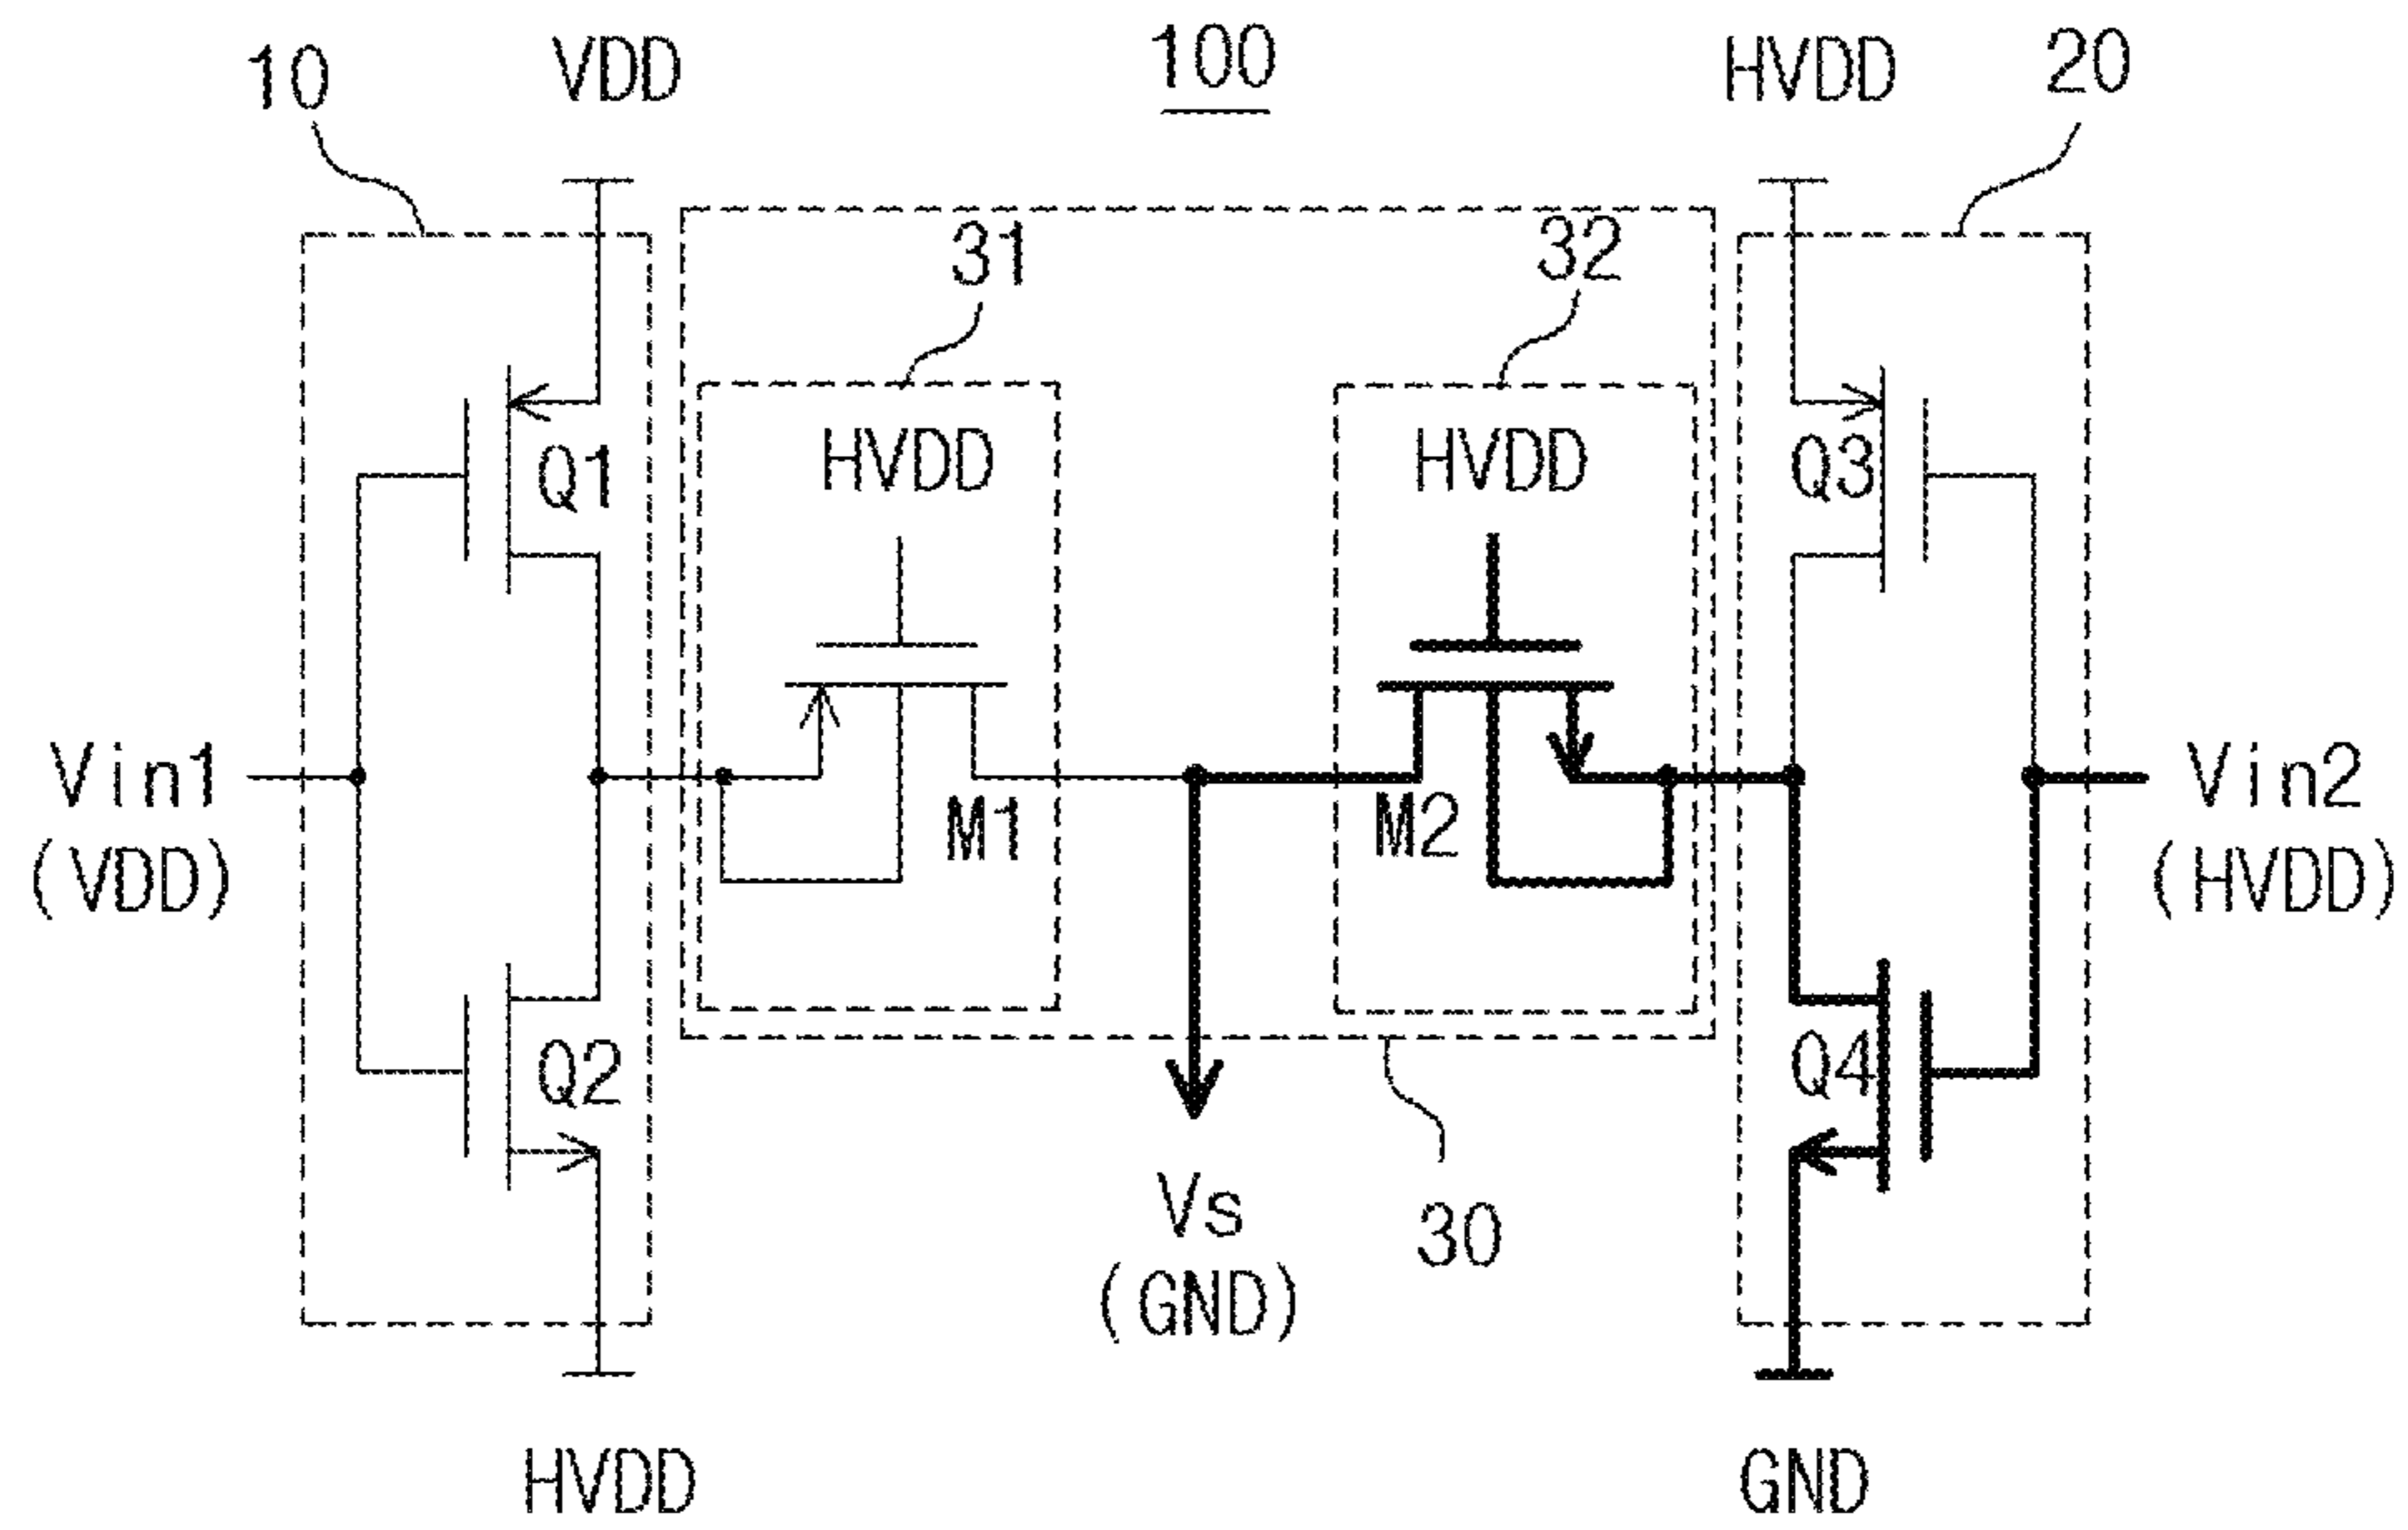 10 VDD 100 HVDD 20
31 32
HVDD HVDD
Q1 Q3
Vin1 M1 M2 Vin2
(VDD) (HVDD)
Q2 Q4
Vs 30
(GND)
HVDD GND